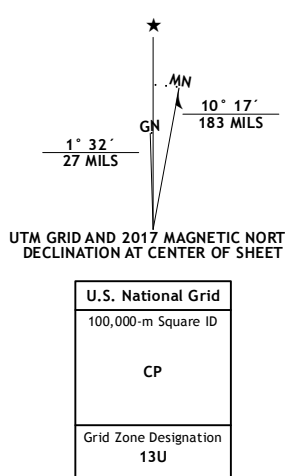 ★
MN
GN
10° 17´
183 MILS
1° 32´
27 MILS
UTM GRID AND 2017 MAGNETIC NORT
DECLINATION AT CENTER OF SHEET
U.S. National Grid
100,000-m Square ID
CP
Grid Zone Designation
13U